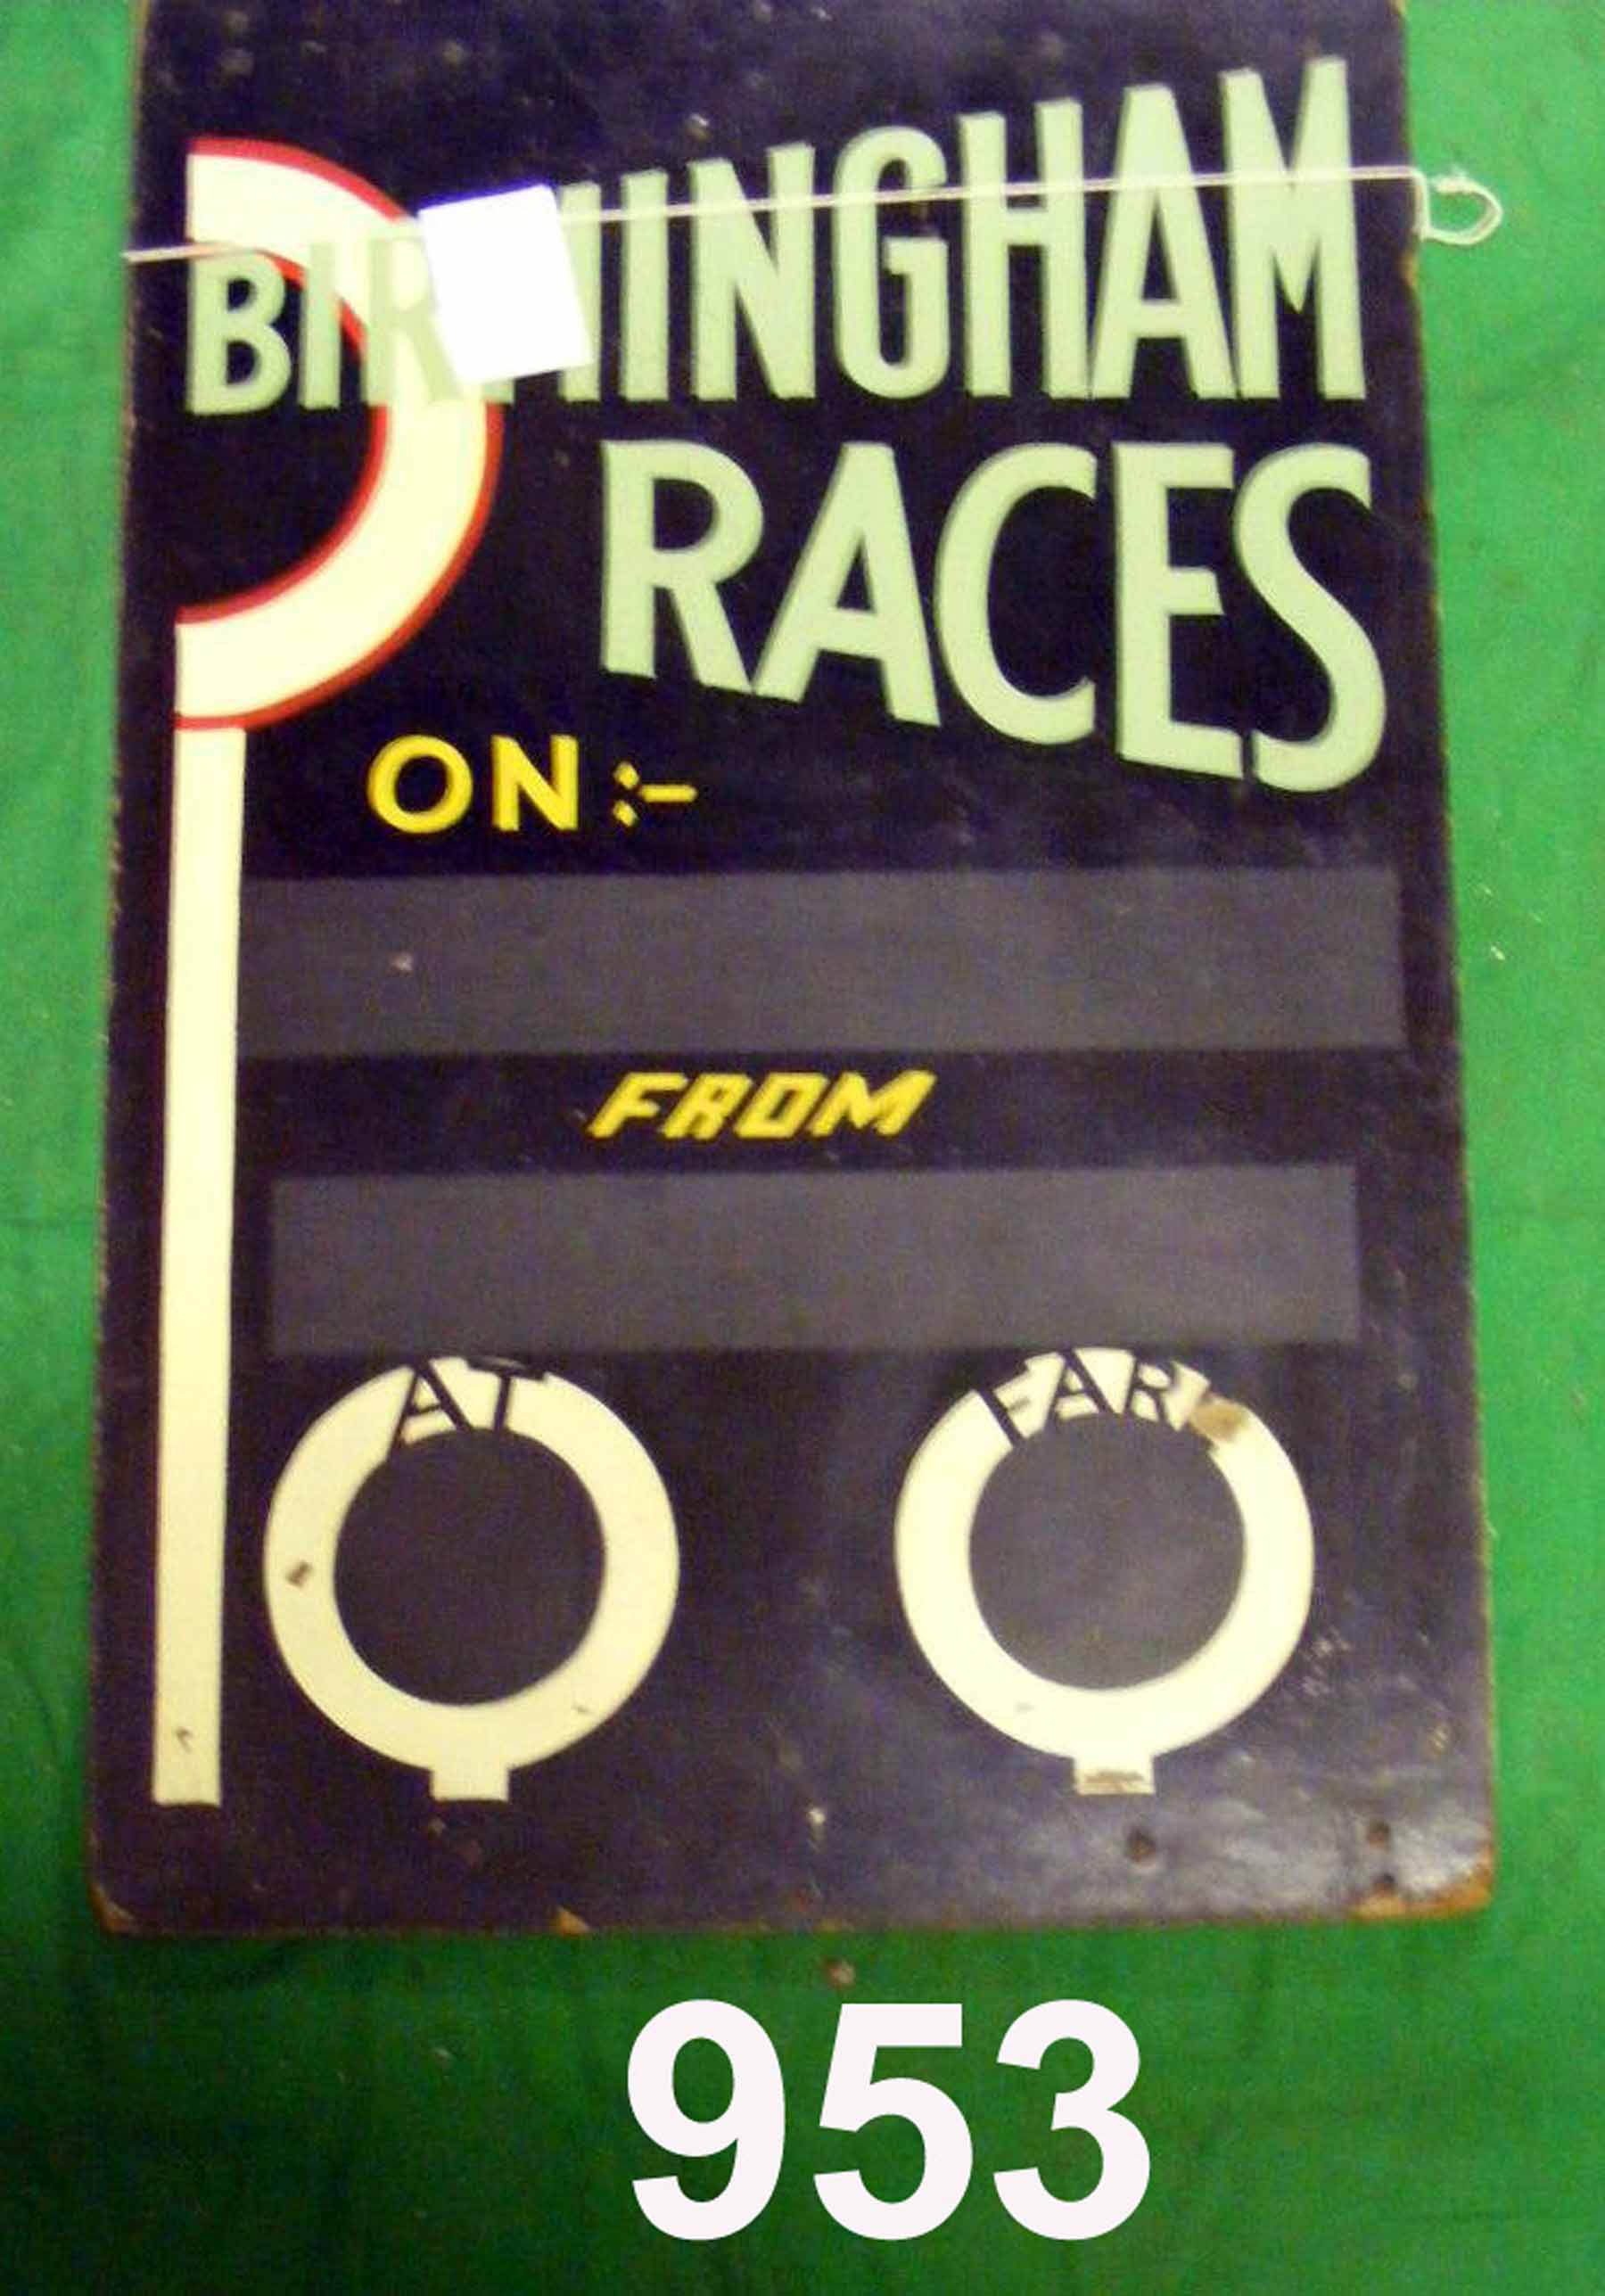 BIRMINGHAM
RACES
ON:-
FROM
AT
FARE
953